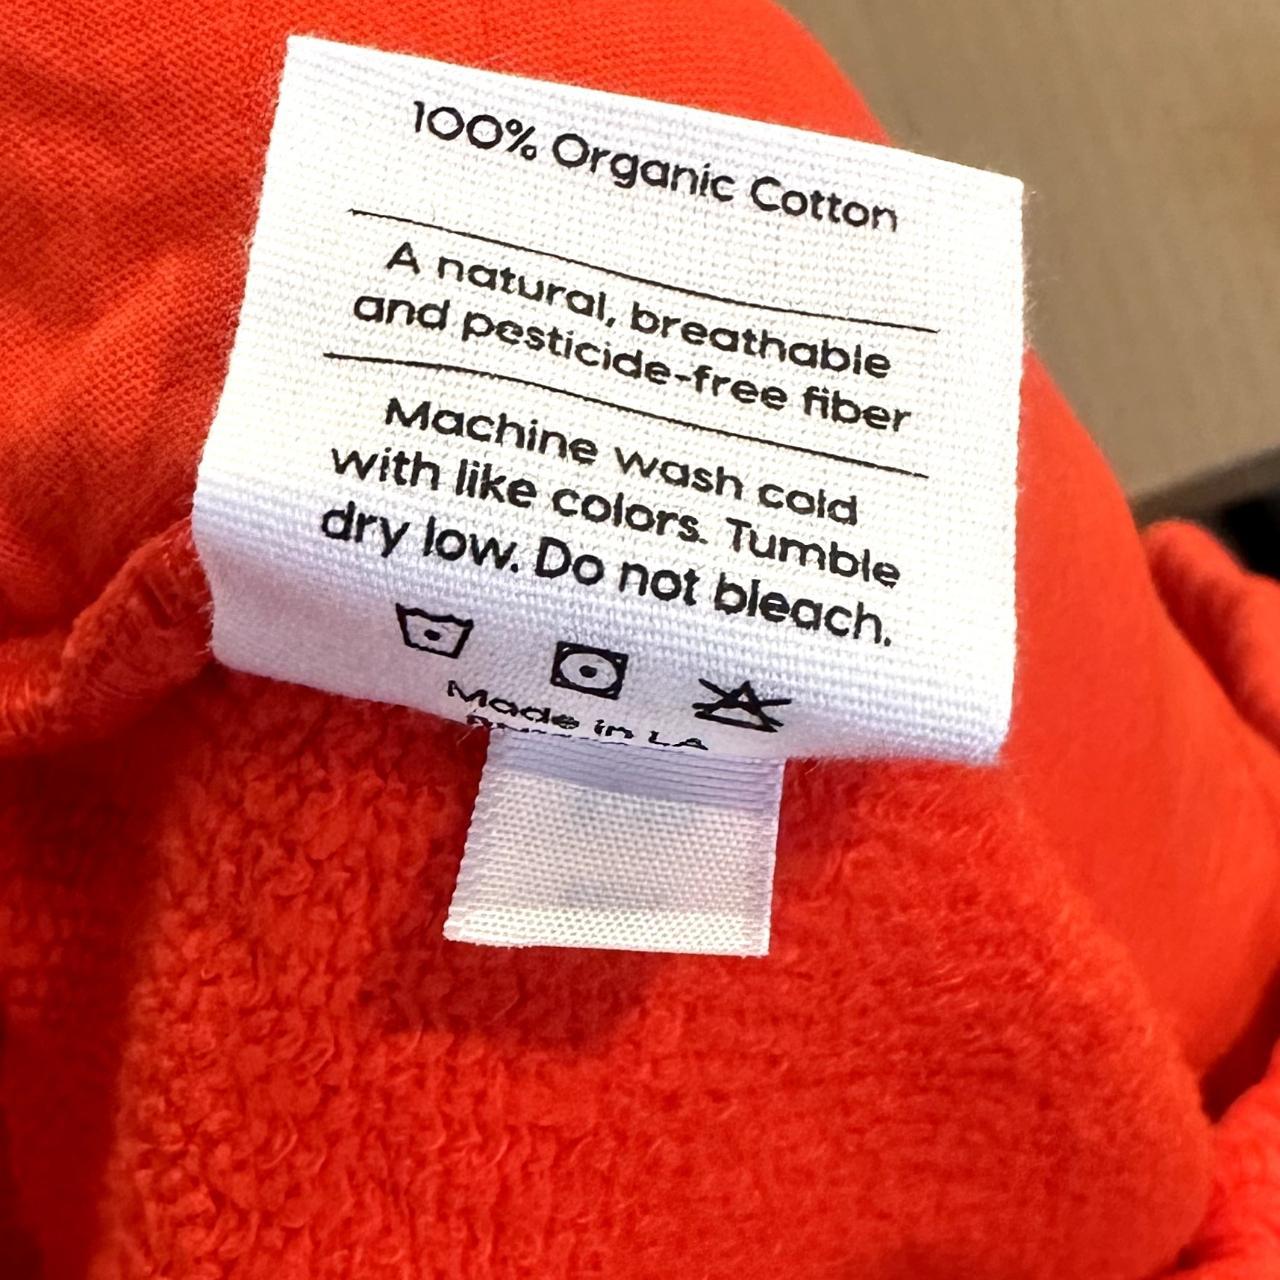 100% Organic Cotton
A natural, breathable
and pesticide-free fiber
Machine wash cold
with like colors. Tumble
dry low. Do not bleach.
Made in LA